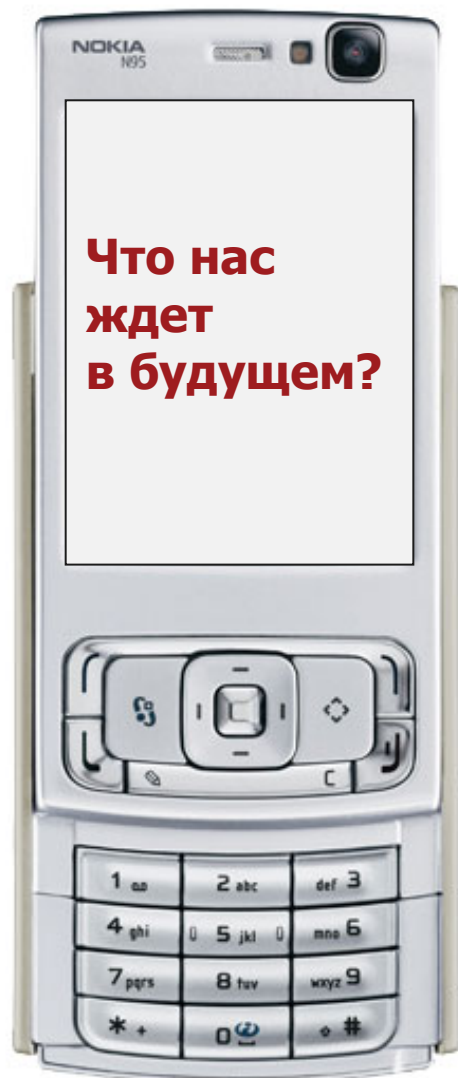 NOKIA
N95
Что нас
ждет
в будущем?
C
1
2 abc
def 3
4 ghi
5 jkl
mno 6
7 pqrs
8 tuv
wxyz 9
* +
0
#